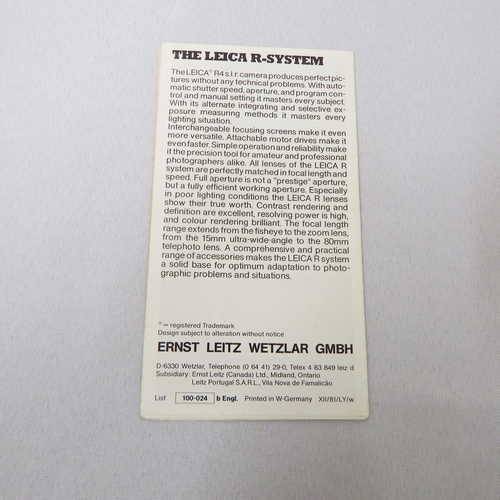 THE LEICA R-SYSTEM
The LEICA® R4 s.l.r. camera produces perfect pic-
tures without any technical problems. With auto-
matic shutter speed, aperture, and program con-
trol and manual setting it masters every subject.
With its alternate integrating and selective ex-
posure measuring methods it masters every
lighting situation.
Interchangeable focusing screens make it even
more versatile. Attachable motor drives make it
even faster. Simple operation and reliability make
it the precision tool for amateur and professional
photographers alike. All lenses of the LEICA R
system are perfectly matched in focal length and
speed. Full aperture is not a "prestige" aperture,
but a fully efficient working aperture. Especially
in poor lighting conditions the LEICA R lenses
show their true worth. Contrast rendering and
definition are excellent, resolving power is high,
and colour rendering brilliant. The focal length
range extends from the fisheye to the zoom lens,
from the 15mm ultra-wide-angle to the 80mm
telephoto lens. A comprehensive and practical
range of accessories makes the LEICA R system
a solid base for optimum adaptation to photo-
graphic problems and situations.
® = registered Trademark
Design subject to alteration without notice
ERNST LEITZ WETZLAR GMBH
D-6330 Wetzlar, Telephone (0 64 41) 29-0, Telex 4 83 849 leiz d
Subsidiary: Ernst Leitz (Canada) Ltd., Midland, Ontario
Leitz Portugal S.A.R.L., Vila Nova de Famalicão
List 100-024 b Engl. Printed in W-Germany XII/81/LY/w